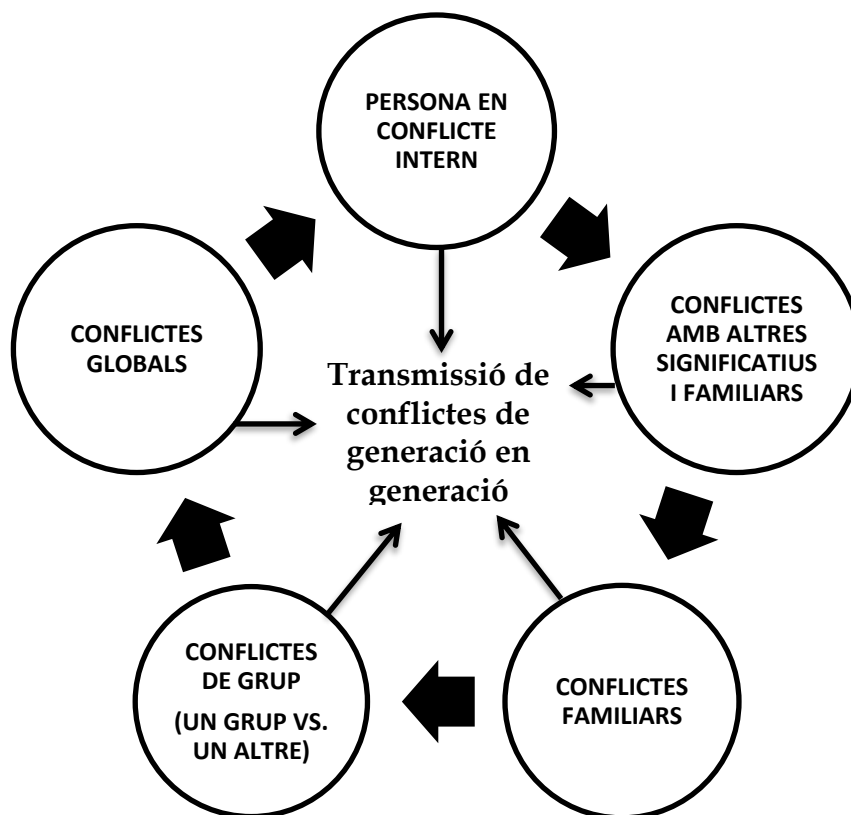 PERSONA EN
CONFLICTE
INTERN
CONFLICTES
AMB ALTRES
SIGNIFICATIUS
I FAMILIARS
CONFLICTES
GLOBALS
Transmissió de
conflictes de
generació en
generació
CONFLICTES
DE GRUP
(UN GRUP VS.
UN ALTRE)
CONFLICTES
FAMILIARS